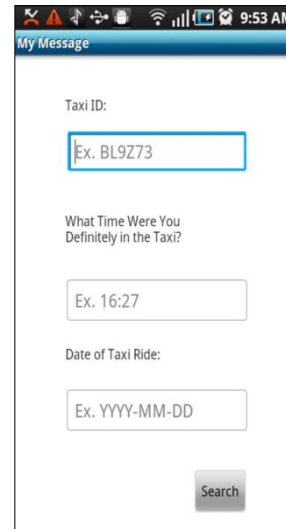 9:53 AM
My Message
Taxi ID:
Ex. BL9Z73
What Time Were You
Definitely in the Taxi?
Ex. 16:27
Date of Taxi Ride:
Ex. YYYY-MM-DD
Search